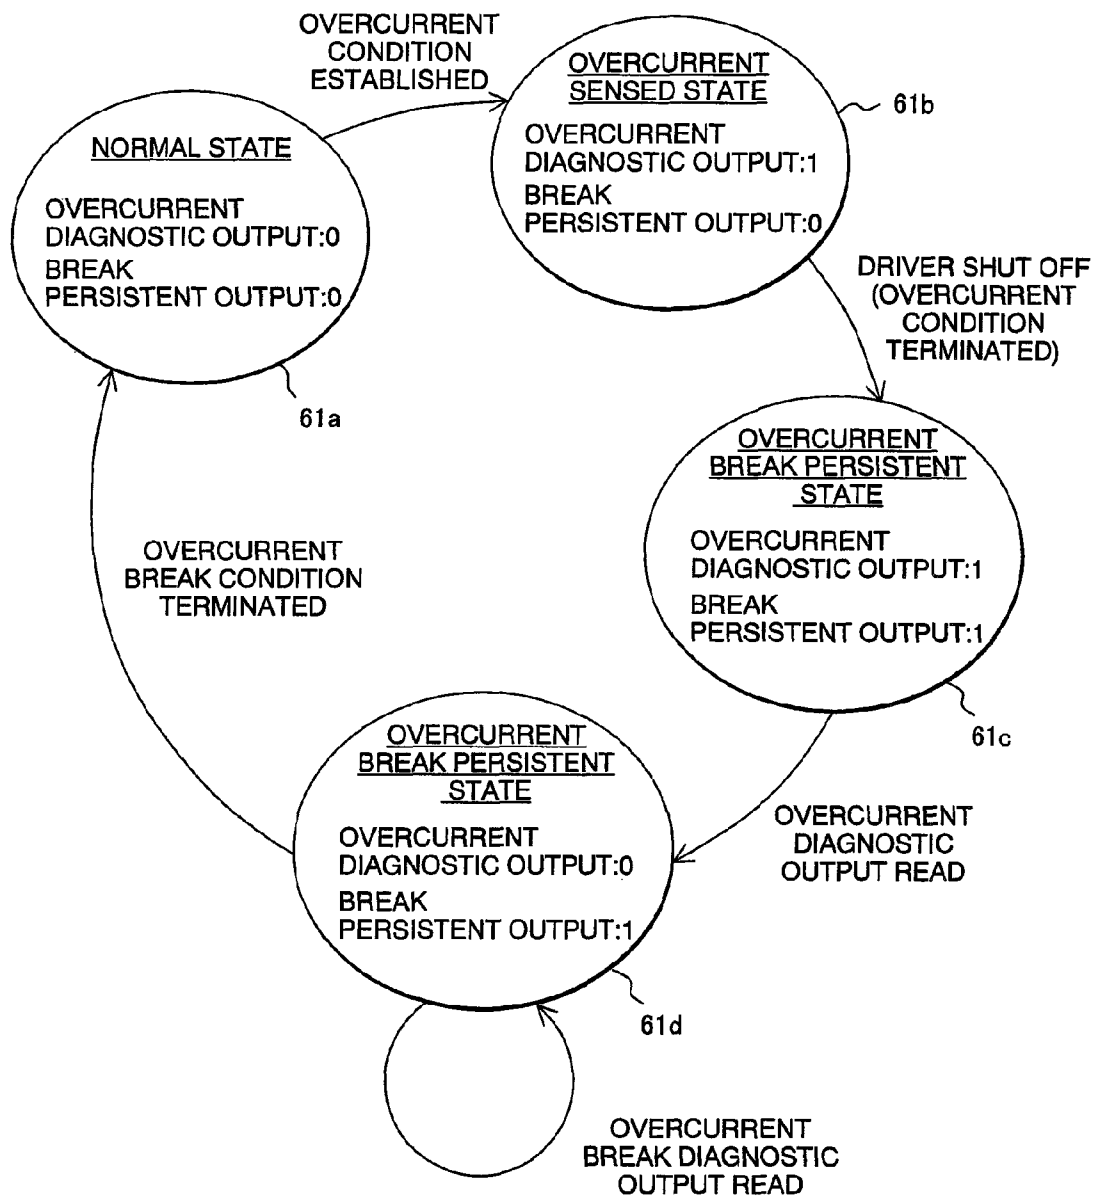 OVERCURRENT
CONDITION
ESTABLISHED
OVERCURRENT
SENSED STATE
OVERCURRENT
DIAGNOSTIC OUTPUT:1
BREAK
PERSISTENT OUTPUT:0
61b
NORMAL STATE
OVERCURRENT
DIAGNOSTIC OUTPUT:0
BREAK
PERSISTENT OUTPUT:0
61a
DRIVER SHUT OFF
(OVERCURRENT
CONDITION
TERMINATED)
OVERCURRENT
BREAK PERSISTENT
STATE
OVERCURRENT
DIAGNOSTIC OUTPUT:1
BREAK
PERSISTENT OUTPUT:1
61c
OVERCURRENT
BREAK CONDITION
TERMINATED
OVERCURRENT
BREAK PERSISTENT
STATE
OVERCURRENT
DIAGNOSTIC OUTPUT:0
BREAK
PERSISTENT OUTPUT:1
61d
OVERCURRENT
DIAGNOSTIC
OUTPUT READ
OVERCURRENT
BREAK DIAGNOSTIC
OUTPUT READ